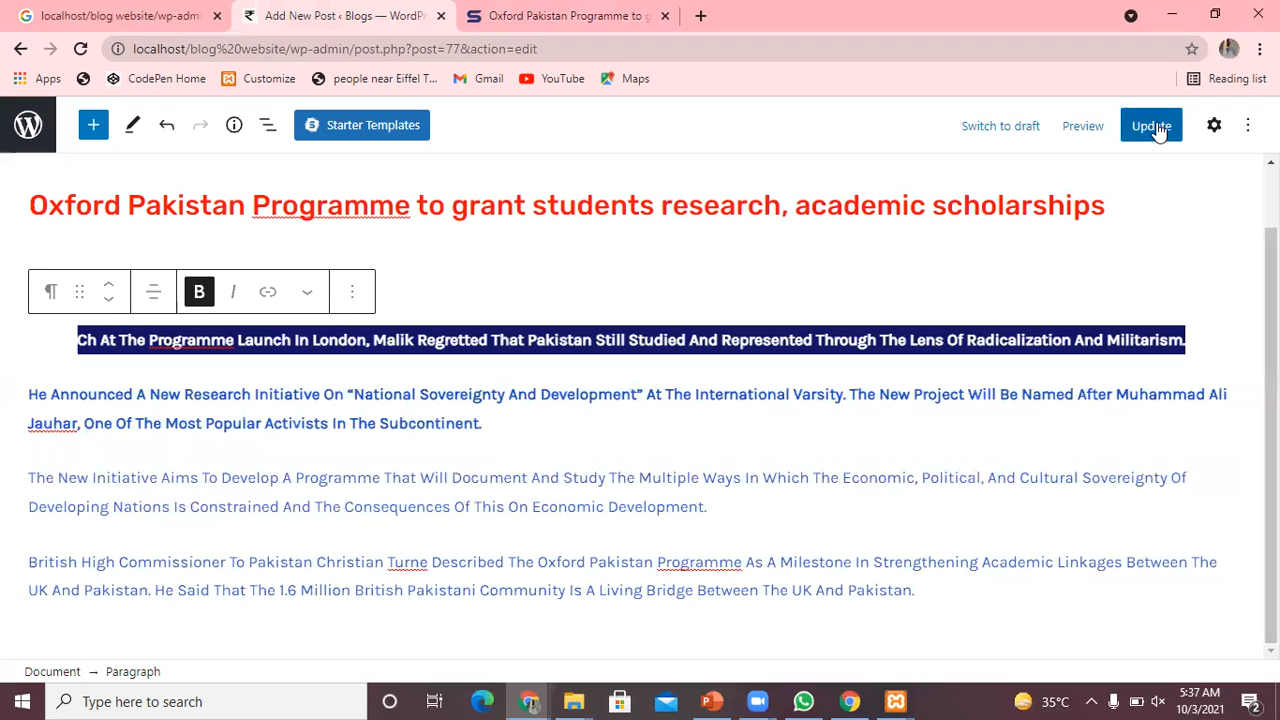 localhost/blog website/wp-admi
Add New Post ‹ Blogs — WordPr
Oxford Pakistan Programme to g
localhost/blog%20website/wp-admin/post.php?post=77&action=edit
Apps
CodePen Home
Customize
people near Eiffel T...
Gmail
YouTube
Maps
Reading list
Starter Templates
Switch to draft
Preview
Update
Oxford Pakistan Programme to grant students research, academic scholarships
B
I
Ch At The Programme Launch In London, Malik Regretted That Pakistan Still Studied And Represented Through The Lens Of Radicalization And Militarism.
He Announced A New Research Initiative On “National Sovereignty And Development” At The International Varsity. The New Project Will Be Named After Muhammad Ali
Jauhar, One Of The Most Popular Activists In The Subcontinent.
The New Initiative Aims To Develop A Programme That Will Document And Study The Multiple Ways In Which The Economic, Political, And Cultural Sovereignty Of
Developing Nations Is Constrained And The Consequences Of This On Economic Development.
British High Commissioner To Pakistan Christian Turne Described The Oxford Pakistan Programme As A Milestone In Strengthening Academic Linkages Between The
UK And Pakistan. He Said That The 1.6 Million British Pakistani Community Is A Living Bridge Between The UK And Pakistan.
Document → Paragraph
Type here to search
35°C
5:37 AM
10/3/2021
2